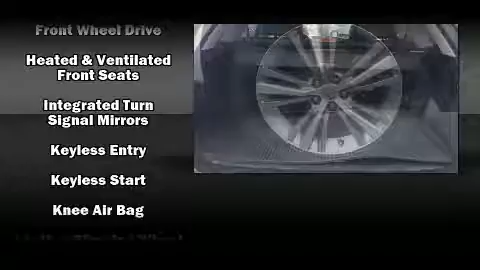 Front Wheel Drive
Heated & Ventilated
Front Seats
Integrated Turn
Signal Mirrors
Keyless Entry
Keyless Start
Knee Air Bag